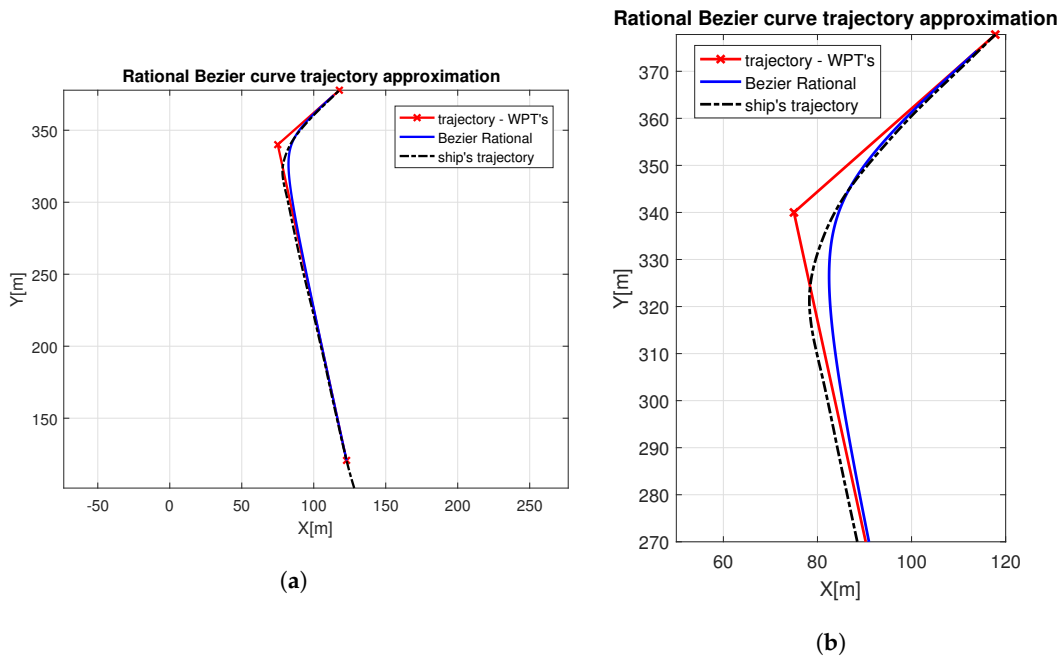 Rational Bezier curve trajectory approximation
trajectory - WPT's
Bezier Rational
ship's trajectory
Y[m]
350
300
250
200
150
-50 0 50 100 150 200 250
X[m]
(a)
Rational Bezier curve trajectory approximation
trajectory - WPT's
Bezier Rational
ship's trajectory
Y[m]
370
360
350
340
330
320
310
300
290
280
270
60 80 100 120
X[m]
(b)